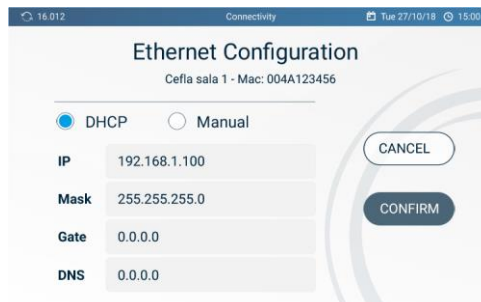 16.012 Connectivity Tue 27/10/18 15:00
Ethernet Configuration
Cefla sala 1 - Mac: 004A123456
DHCP Manual
IP 192.168.1.100
Mask 255.255.255.0
Gate 0.0.0.0
DNS 0.0.0.0
CANCEL
CONFIRM